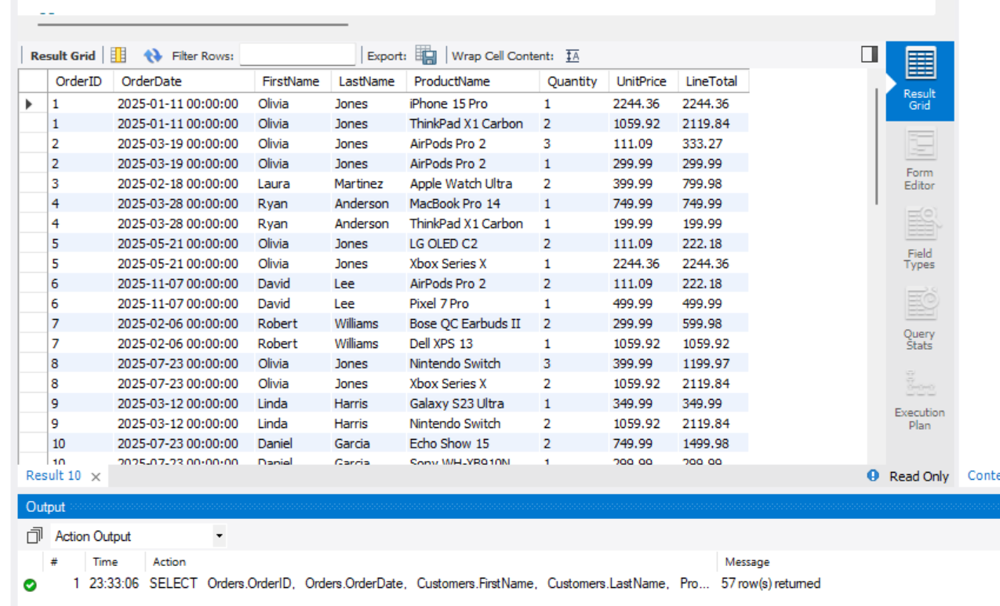 Result Grid Filter Rows: Export: Wrap Cell Content: IA
OrderID OrderDate FirstName LastName ProductName Quantity UnitPrice LineTotal
1 2025-01-11 00:00:00 Olivia Jones iPhone 15 Pro 1 2244.36 2244.36
1 2025-01-11 00:00:00 Olivia Jones ThinkPad X1 Carbon 2 1059.92 2119.84
2 2025-03-19 00:00:00 Olivia Jones AirPods Pro 2 3 111.09 333.27
2 2025-03-19 00:00:00 Olivia Jones AirPods Pro 2 1 299.99 299.99
3 2025-02-18 00:00:00 Laura Martinez Apple Watch Ultra 2 399.99 799.98
4 2025-03-28 00:00:00 Ryan Anderson MacBook Pro 14 1 749.99 749.99
4 2025-03-28 00:00:00 Ryan Anderson ThinkPad X1 Carbon 1 199.99 199.99
5 2025-05-21 00:00:00 Olivia Jones LG OLED C2 2 111.09 222.18
5 2025-05-21 00:00:00 Olivia Jones Xbox Series X 1 2244.36 2244.36
6 2025-11-07 00:00:00 David Lee AirPods Pro 2 2 111.09 222.18
6 2025-11-07 00:00:00 David Lee Pixel 7 Pro 1 499.99 499.99
7 2025-02-06 00:00:00 Robert Williams Bose QC Earbuds II 2 299.99 599.98
7 2025-02-06 00:00:00 Robert Williams Dell XPS 13 1 1059.92 1059.92
8 2025-07-23 00:00:00 Olivia Jones Nintendo Switch 3 399.99 1199.97
8 2025-07-23 00:00:00 Olivia Jones Xbox Series X 2 1059.92 2119.84
9 2025-03-12 00:00:00 Linda Harris Galaxy S23 Ultra 1 349.99 349.99
9 2025-03-12 00:00:00 Linda Harris Nintendo Switch 2 1059.92 2119.84
10 2025-07-23 00:00:00 Daniel Garcia Echo Show 15 2 749.99 1499.98
10 2025-07-23 00:00:00 Daniel Garcia Sony WH-XB910N 1 299.99 299.99
Result
Grid
Form
Editor
Field
Types
Query
Stats
Execution
Plan
Result 10 Read Only Conte
Output
Action Output
# Time Action Message
1 23:33:06 SELECT Orders.OrderID, Orders.OrderDate, Customers.FirstName, Customers.LastName, Pro... 57 row(s) returned